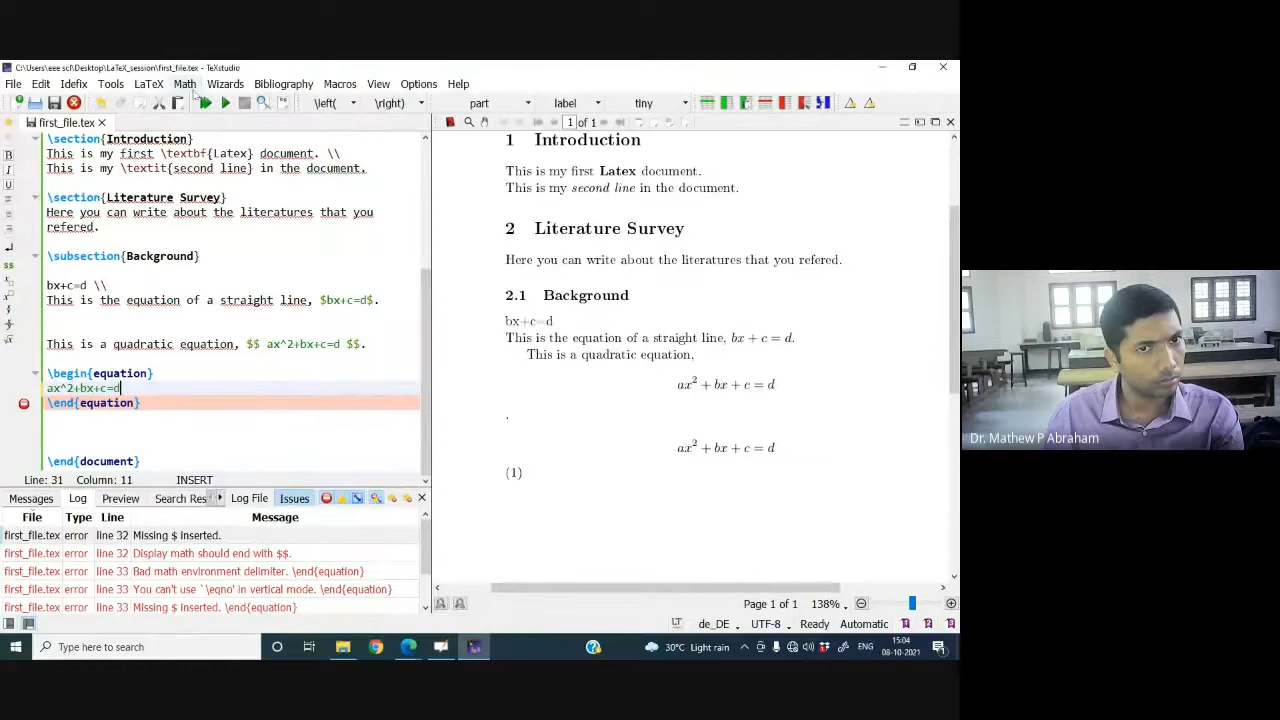 C:\Users\eee scl\Desktop\LaTeX_session\first_file.tex - TeXstudio
File Edit Idefix Tools LaTeX Math Wizards Bibliography Macros View Options Help
\left( \right) part label tiny
first_file.tex
1 of 1
\section{Introduction}
This is my first \textbf{Latex} document. \\
This is my \textit{second line} in the document.
\section{Literature Survey}
Here you can write about the literatures that you
refered.
\subsection{Background}
bx+c=d \\
This is the equation of a straight line, $bx+c=d$.
This is a quadratic equation, $$ ax^2+bx+c=d $$.
\begin{equation}
ax^2+bx+c=d
\end{equation}
\end{document}
Line: 31 Column: 11 INSERT
1 Introduction
This is my first Latex document.
This is my second line in the document.
2 Literature Survey
Here you can write about the literatures that you refered.
2.1 Background
bx+c=d
This is the equation of a straight line, bx + c = d.
This is a quadratic equation,
ax² + bx + c = d
.
ax² + bx + c = d
(1)
Messages Log Preview Search Res Log File Issues
File Type Line Message
first_file.tex error line 32 Missing $ inserted.
first_file.tex error line 32 Display math should end with $$.
first_file.tex error line 33 Bad math environment delimiter. \end{equation}
first_file.tex error line 33 You can't use `\eqno' in vertical mode. \end{equation}
first_file.tex error line 33 Missing $ inserted. \end{equation}
Page 1 of 1 138%
LT de_DE UTF-8 Ready Automatic
Type here to search
30°C Light rain
ENG
15:04
08-10-2021
Dr. Mathew P Abraham